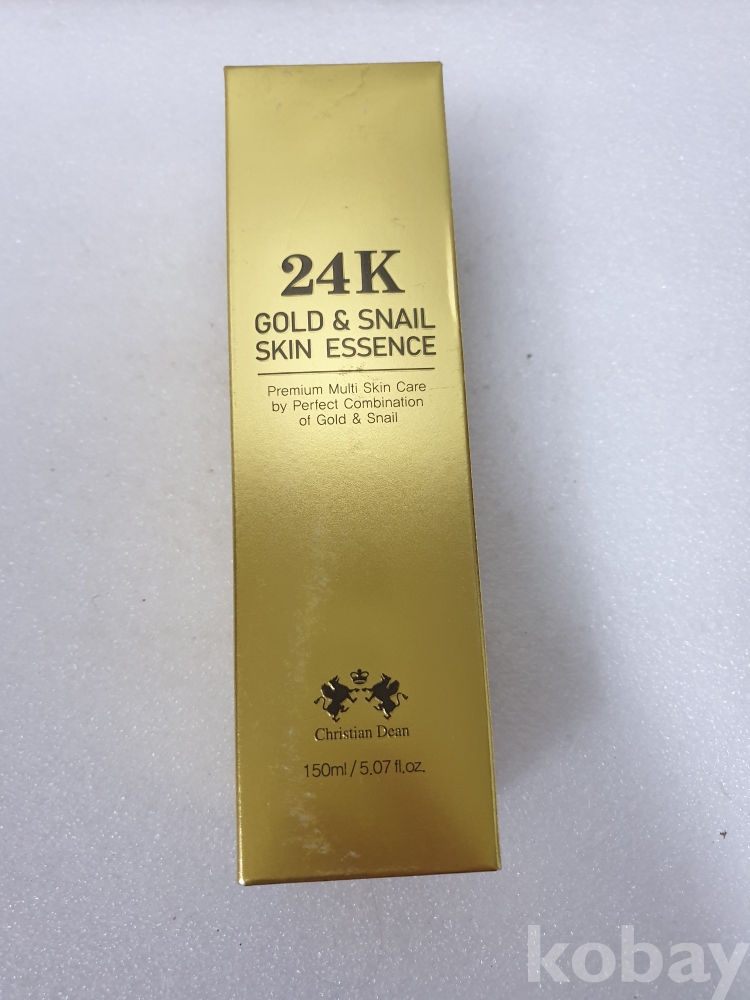 24K
GOLD & SNAIL
SKIN ESSENCE
Premium Multi Skin Care
by Perfect Combination
of Gold & Snail
Christian Dean
150ml / 5.07 fl.oz.
kobay